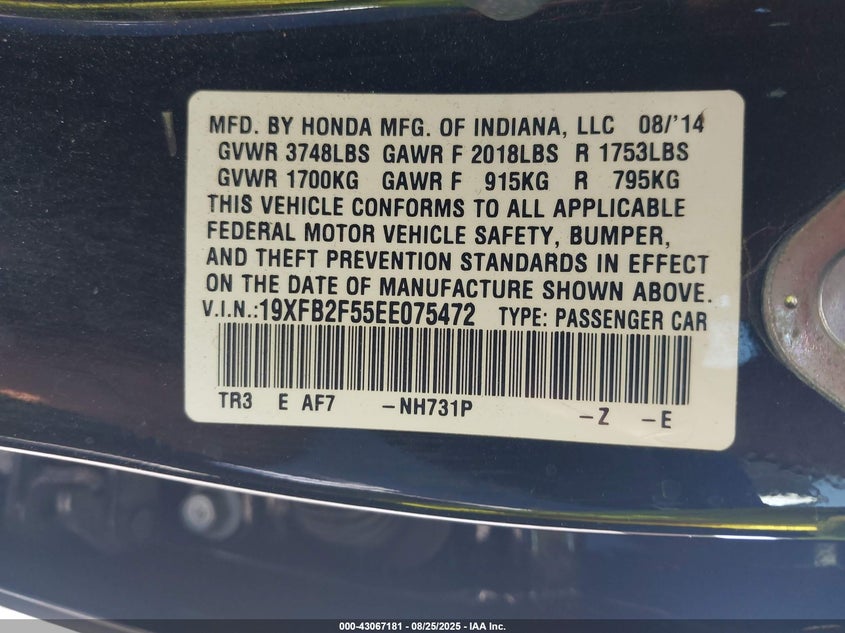 MFD. BY HONDA MFG. OF INDIANA, LLC 08/'14
GVWR 3748LBS GAWR F 2018LBS R 1753LBS
GVWR 1700KG GAWR F 915KG R 795KG
THIS VEHICLE CONFORMS TO ALL APPLICABLE
FEDERAL MOTOR VEHICLE SAFETY, BUMPER,
AND THEFT PREVENTION STANDARDS IN EFFECT
ON THE DATE OF MANUFACTURE SHOWN ABOVE.
V.I.N.:19XFB2F55EE075472 TYPE: PASSENGER CAR
TR3 E AF7 -NH731P -Z -E
000-43067181 - 08/25/2025 - IAA Inc.